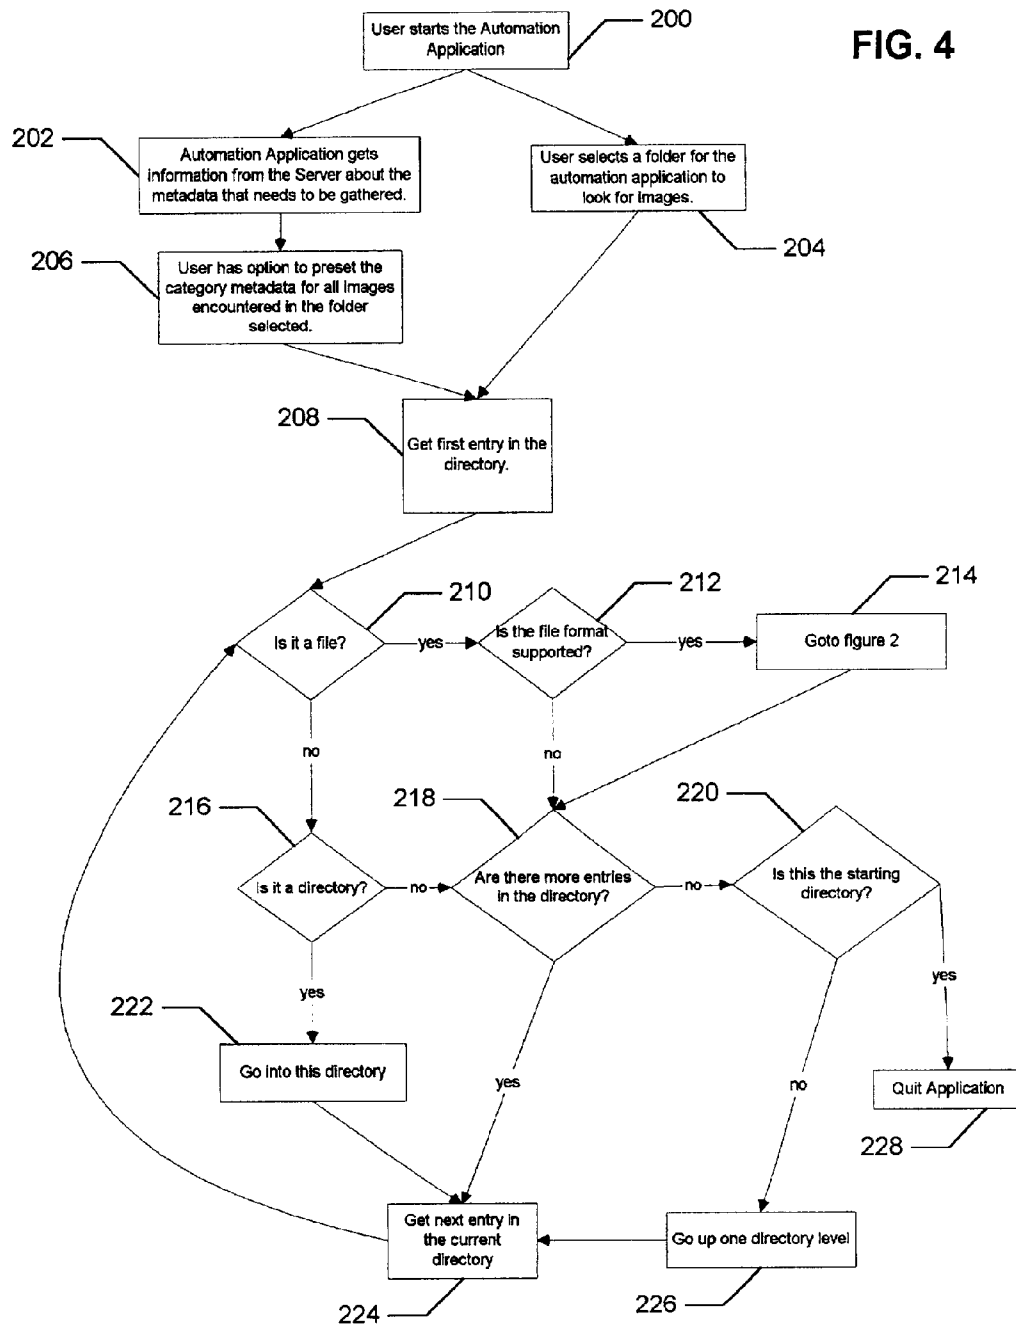 User starts the Automation
Application
200
FIG. 4
202
Automation Application gets
information from the Server about the
metadata that needs to be gathered.
User selects a folder for the
automation application to
look for images.
204
206
User has option to preset the
category metadata for all images
encountered in the folder
selected.
208
Get first entry in the
directory.
210
Is it a file?
yes
212
Is the file format
supported?
yes
214
Goto figure 2
no
no
216
Is it a directory?
no
218
Are there more entries
in the directory?
no
220
Is this the starting
directory?
yes
yes
yes
no
222
Go into this directory
Quit Application
228
Get next entry in
the current
directory
224
Go up one directory level
226